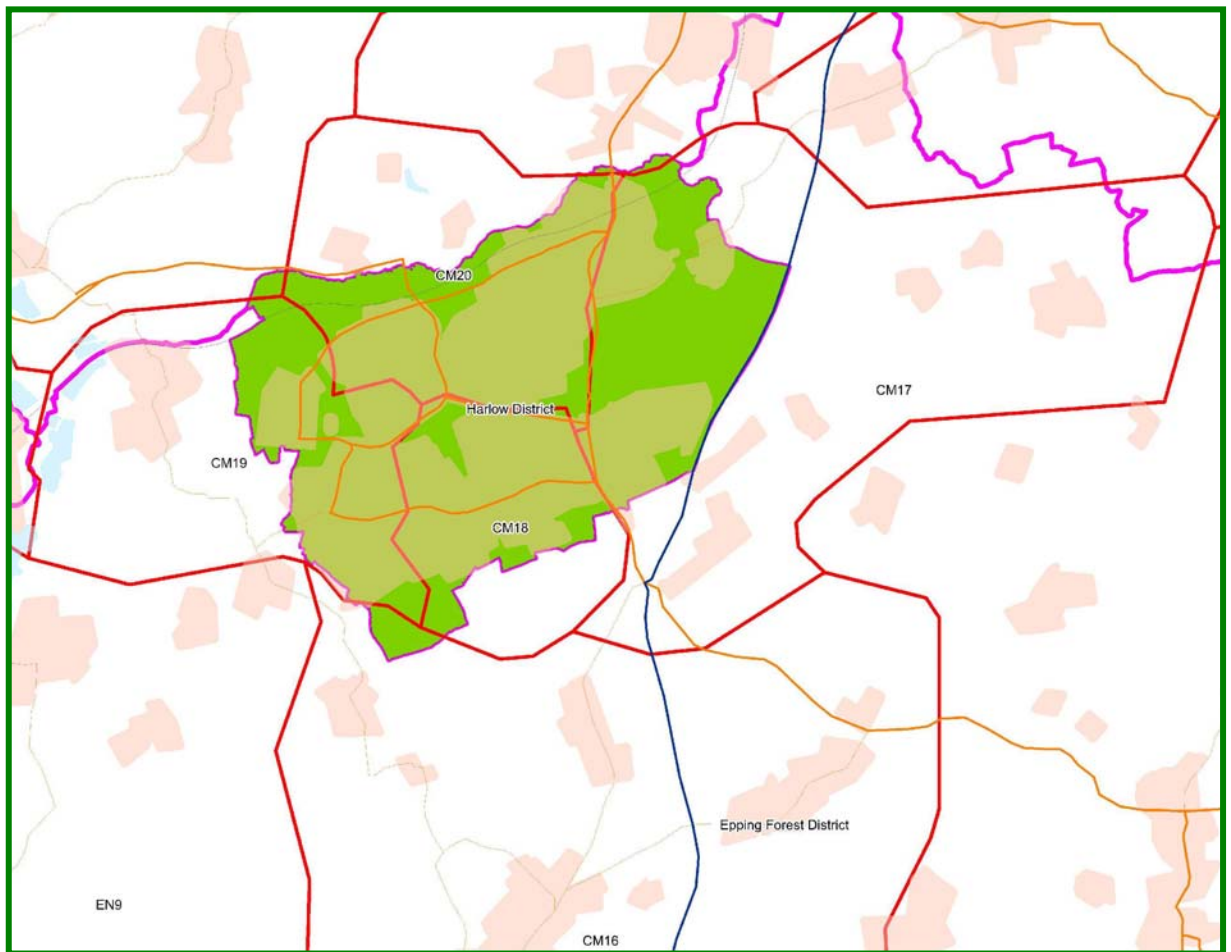 CM20
CM17
Harlow District
CM19
CM18
Epping Forest District
EN9
CM16